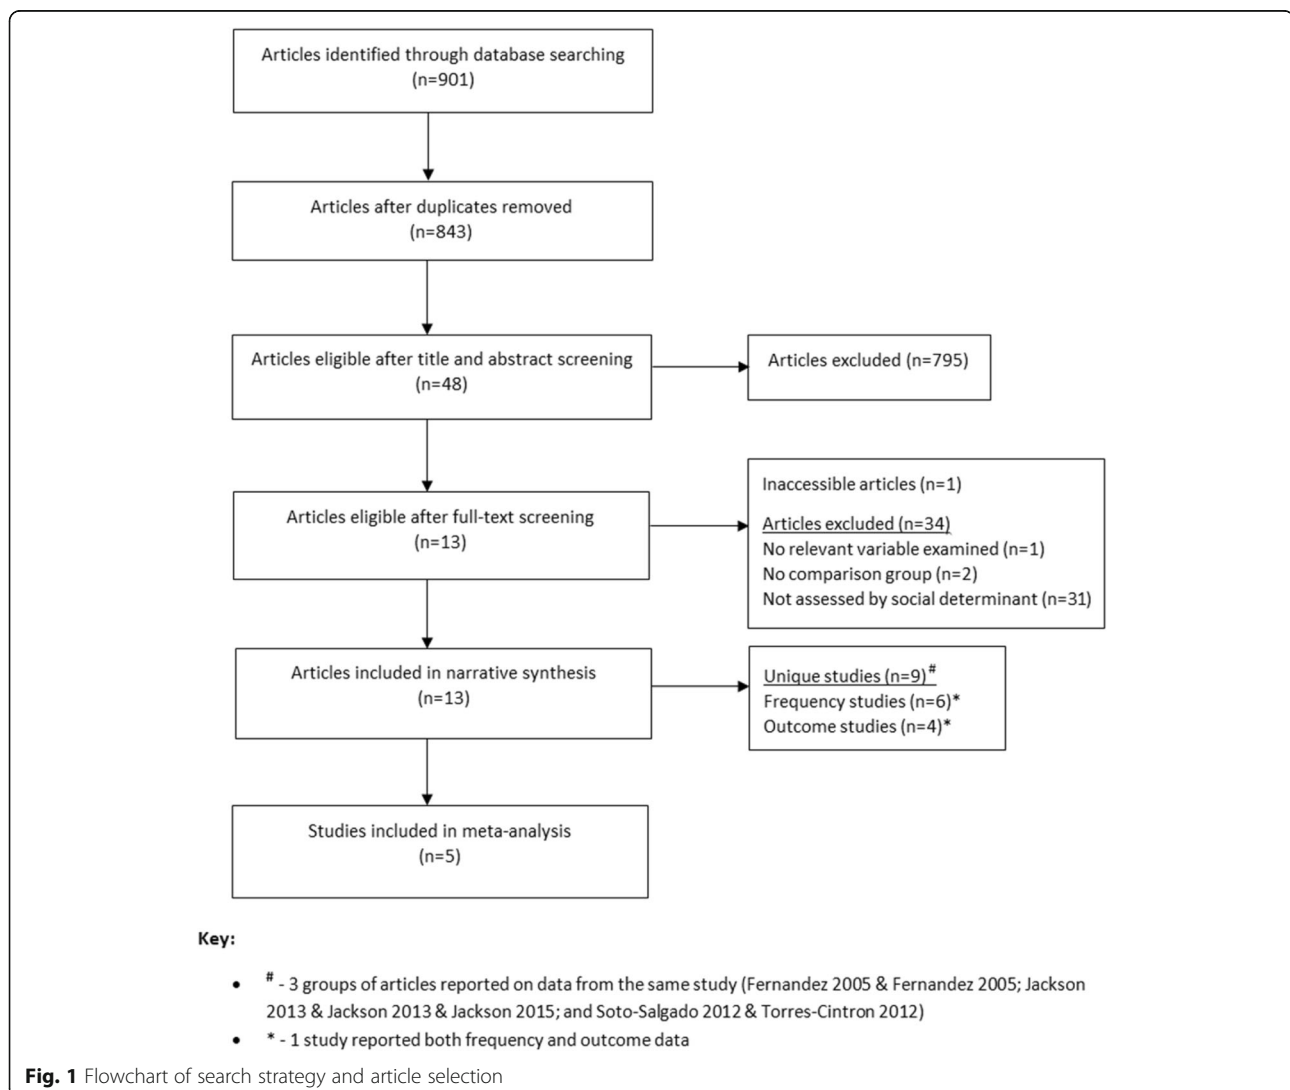 Articles identified through database searching
(n=901)
Articles after duplicates removed
(n=843)
Articles eligible after title and abstract screening
(n=48)
Articles excluded (n=795)
Articles eligible after full-text screening
(n=13)
Inaccessible articles (n=1)
Articles excluded (n=34)
No relevant variable examined (n=1)
No comparison group (n=2)
Not assessed by social determinant (n=31)
Articles included in narrative synthesis
(n=13)
Unique studies (n=9)#
Frequency studies (n=6)*
Outcome studies (n=4)*
Studies included in meta-analysis
(n=5)
Key:
• # - 3 groups of articles reported on data from the same study (Fernandez 2005 & Fernandez 2005; Jackson
2013 & Jackson 2013 & Jackson 2015; and Soto-Salgado 2012 & Torres-Cintron 2012)
• * - 1 study reported both frequency and outcome data
Fig. 1 Flowchart of search strategy and article selection